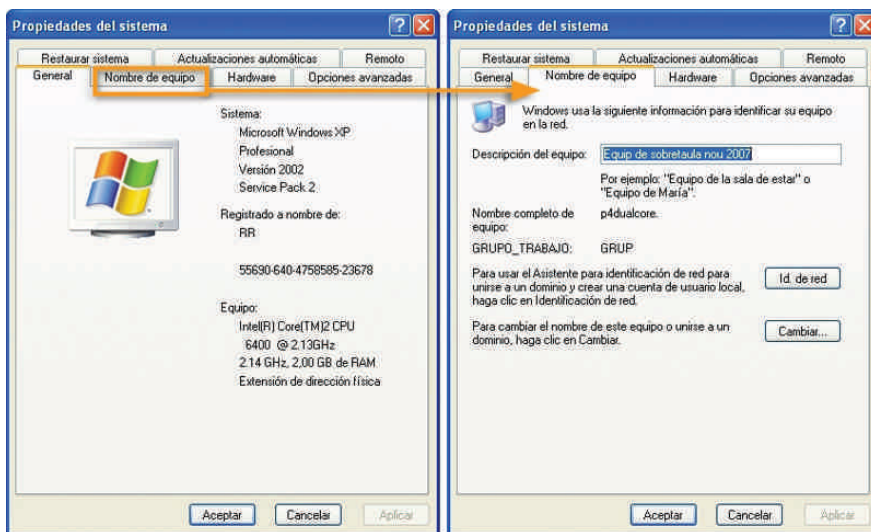 Propiedades del sistema
Restaurar sistema
Actualizaciones automáticas
Remoto
General
Nombre de equipo
Hardware
Opciones avanzadas
Sistema:
Microsoft Windows XP
Profesional
Versión 2002
Service Pack 2
Registrado a nombre de:
RR
55690-640-4758585-23678
Equipo:
Intel(R) Core(TM)2 CPU
6400 @ 2.13GHz
2.14 GHz, 2,00 GB de RAM
Extensión de dirección física
Aceptar
Cancelar
Aplicar
Propiedades del sistema
Restaurar sistema
Actualizaciones automáticas
Remoto
General
Nombre de equipo
Hardware
Opciones avanzadas
Windows usa la siguiente información para identificar su equipo
en la red.
Descripción del equipo:
Equip de sobretaula nou 2007
Por ejemplo: "Equipo de la sala de estar" o
"Equipo de María".
Nombre completo de
equipo:
p4dualcore.
GRUPO_TRABAJO:
GRUP
Para usar el Asistente para identificación de red para
unirse a un dominio y crear una cuenta de usuario local,
haga clic en Identificación
de red.
Id. de red
Para cambiar el nombre de este equipo o unirse a un
dominio, haga clic en Cambiar.
Cambiar...
Aceptar
Cancelar
Aplicar